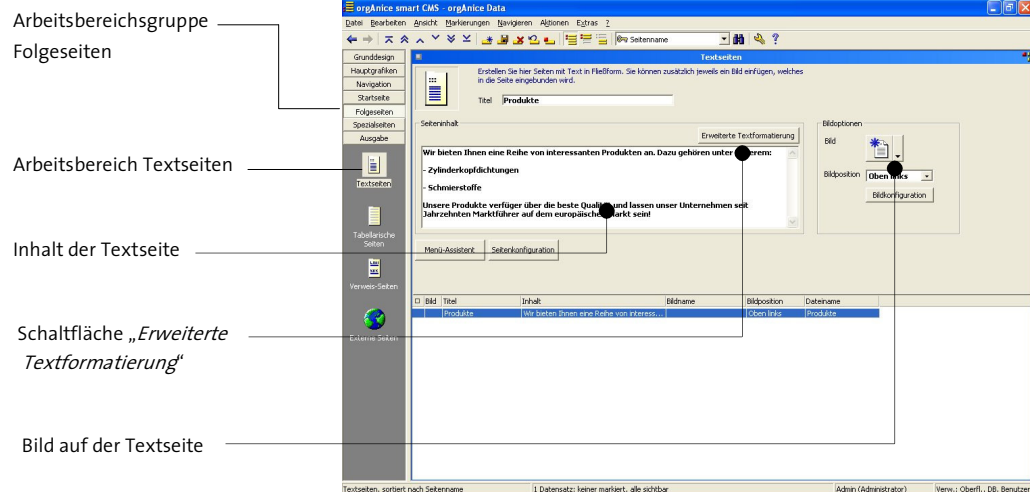 Arbeitsbereichsgruppe
Folgeseiten
Arbeitsbereich Textseiten
Inhalt der Textseite
Schaltfläche „Erweiterte
Textformatierung“
Bild auf der Textseite
orgAnice smart CMS - orgAnice Data
Datei Bearbeiten Ansicht Markierungen Navigieren Aktionen Extras ?
Seitenname
Grunddesign
Hauptgrafiken
Navigation
Startseite
Folgeseiten
Spezialseiten
Ausgabe
Textseiten
Tabellarische
Seiten
Verweis-Seiten
Externe Seiten
Textseiten
Erstellen Sie hier Seiten mit Text in Fließform. Sie können zusätzlich jeweils ein Bild einfügen, welches
in die Seite eingebunden wird.
Titel Produkte
Seiteninhalt
Erweiterte Textformatierung
Wir bieten Ihnen eine Reihe von interessanten Produkten an. Dazu gehören unter
- Zylinderkopfdichtungen
- Schmierstoffe
Unsere Produkte verfüger über die beste Qualität und lassen unser Unternehmen seit
Jahrzehnten Marktführer auf dem europäischen Markt sein!
Bildoptionen
Bild
Bildposition Oben links
Bildkonfiguration
Menü-Assistent Seitenkonfiguration
Bild Titel Inhalt Bildname Bildposition Dateiname
Produkte Wir bieten Ihnen eine Reihe von interess... Oben links Produkte
Textseiten, sortiert nach Seitenname 1 Datensatz: keiner markiert, alle sichtbar Admin (Administrator) Verw.: Oberfl., DB, Benutzer